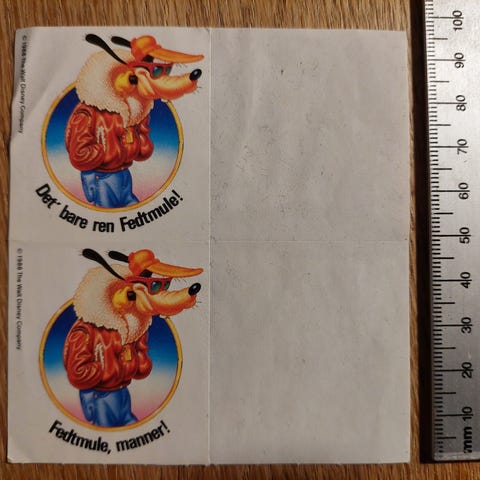 © 1986 The Walt Disney Company
Det' bare ren Fedtmule!
© 1986 The Walt Disney Company
Fedtmule, manner!
100
90
80
70
60
50
40
30
20
mm 10